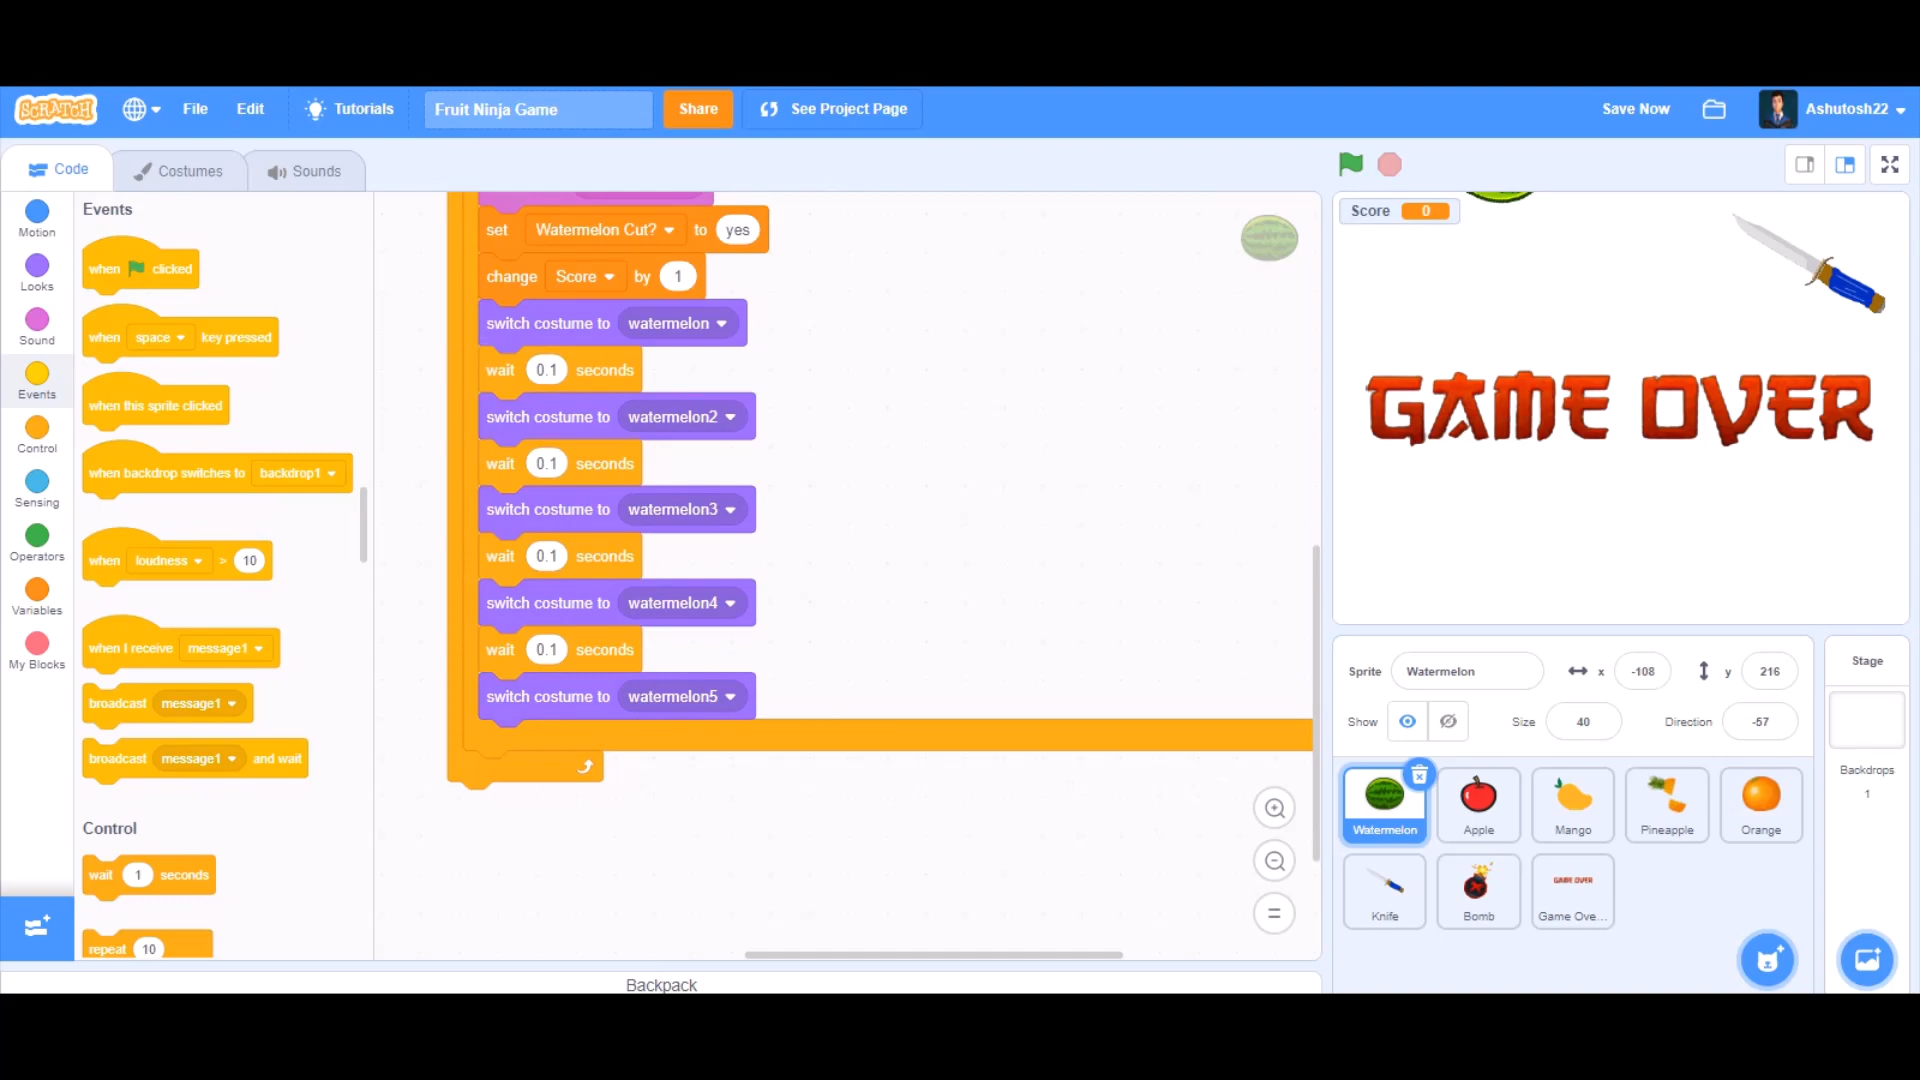 SCRATCH
File
Edit
Tutorials
Fruit Ninja Game
Share
See Project Page
Save Now
Ashutosh22
Code
Costumes
Sounds
Motion
Looks
Sound
Events
Control
Sensing
Operators
Variables
My Blocks
Events
when clicked
when space key pressed
when this sprite clicked
when backdrop switches to backdrop1
when loudness > 10
when I receive message1
broadcast message1
broadcast message1 and wait
Control
wait 1 seconds
repeat 10
set Watermelon Cut? to yes
change Score by 1
switch costume to watermelon
wait 0.1 seconds
switch costume to watermelon2
wait 0.1 seconds
switch costume to watermelon3
wait 0.1 seconds
switch costume to watermelon4
wait 0.1 seconds
switch costume to watermelon5
Backpack
Score 0
GAME OVER
Sprite Watermelon x -108 y 216
Show Size 40 Direction -57
Watermelon
Apple
Mango
Pineapple
Orange
Knife
Bomb
GAME OVER
Game Ove...
Stage
Backdrops
1